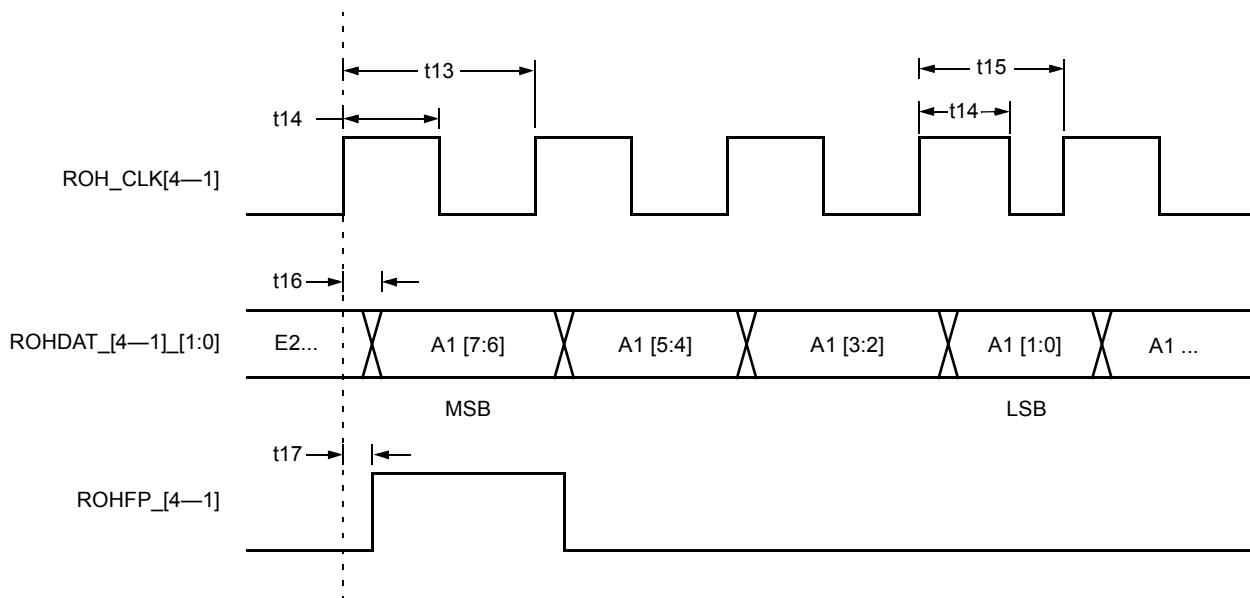 t13
t15
t14
t14
ROH_CLK[4—1]
t16
ROHDAT_[4—1]_[1:0]
E2...
A1 [7:6]
A1 [5:4]
A1 [3:2]
A1 [1:0]
A1 ...
MSB
LSB
t17
ROHFP_[4—1]